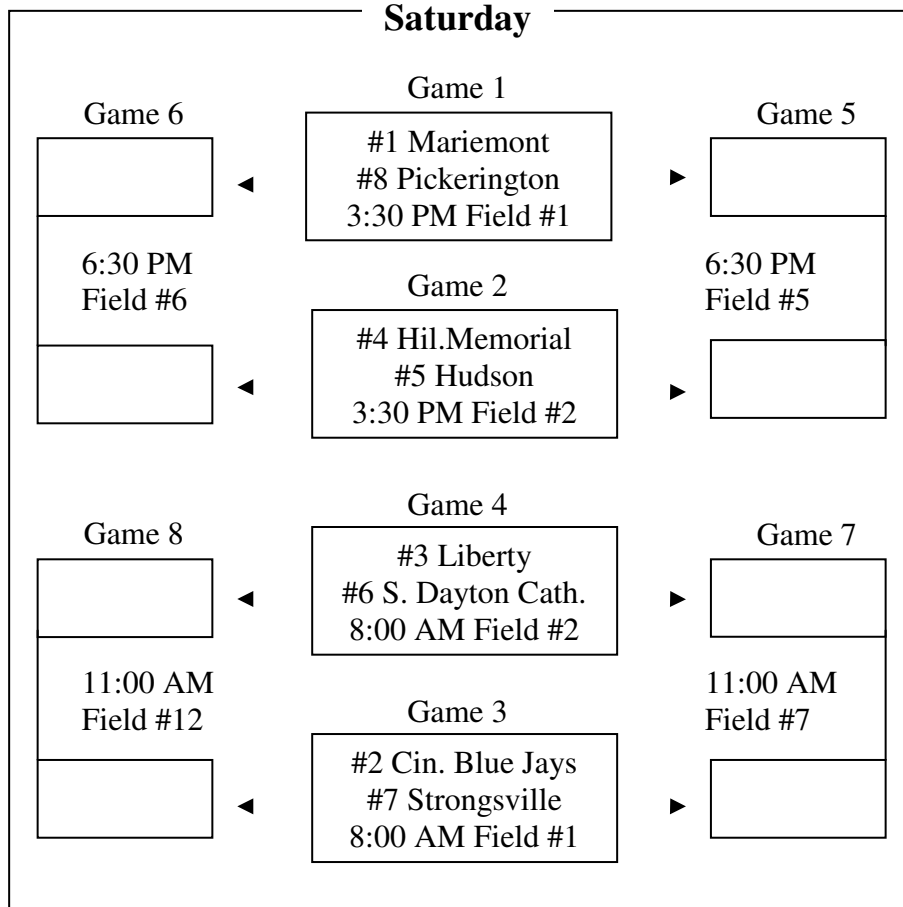 Saturday
Game 1
Game 6
Game 5
#1 Mariemont
#8 Pickerington
3:30 PM Field #1
6:30 PM
Field #6
6:30 PM
Field #5
Game 2
#4 Hil.Memorial
#5 Hudson
3:30 PM Field #2
Game 4
Game 8
Game 7
#3 Liberty
#6 S. Dayton Cath.
8:00 AM Field #2
11:00 AM
Field #12
11:00 AM
Field #7
Game 3
#2 Cin. Blue Jays
#7 Strongsville
8:00 AM Field #1